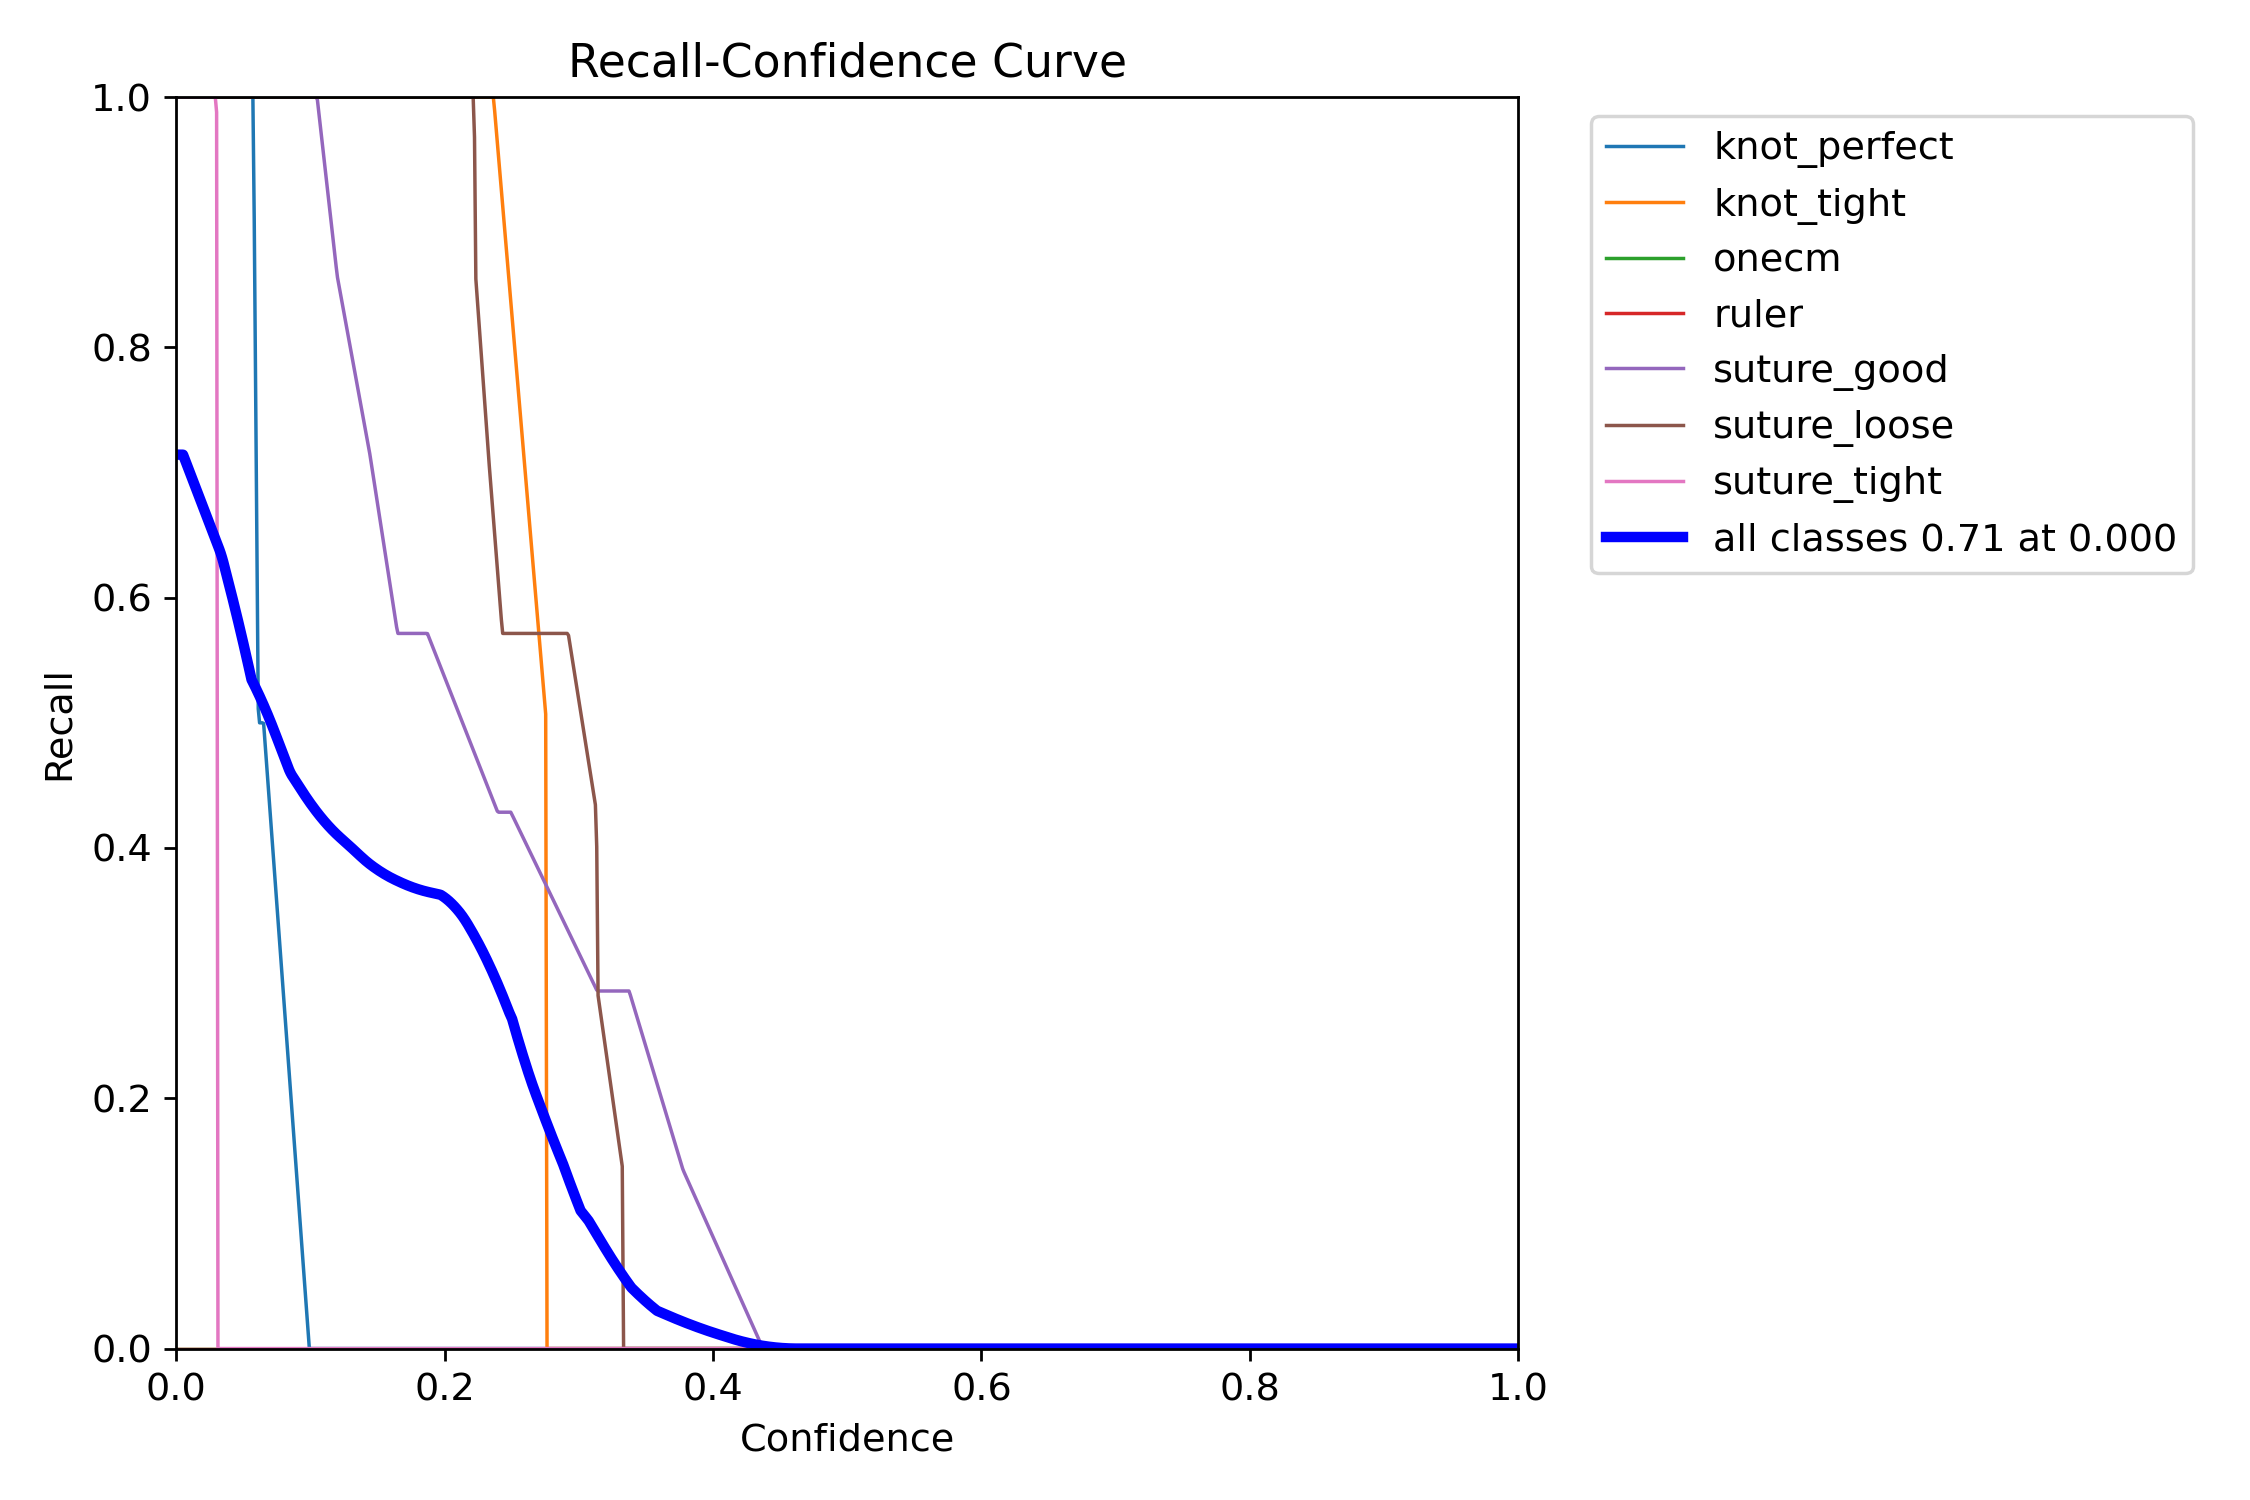 Recall-Confidence Curve
1.0
0.8
0.6
0.4
0.2
0.0
Recall
0.0 0.2 0.4 0.6 0.8 1.0
Confidence
knot_perfect
knot_tight
onecm
ruler
suture_good
suture_loose
suture_tight
all classes 0.71 at 0.000